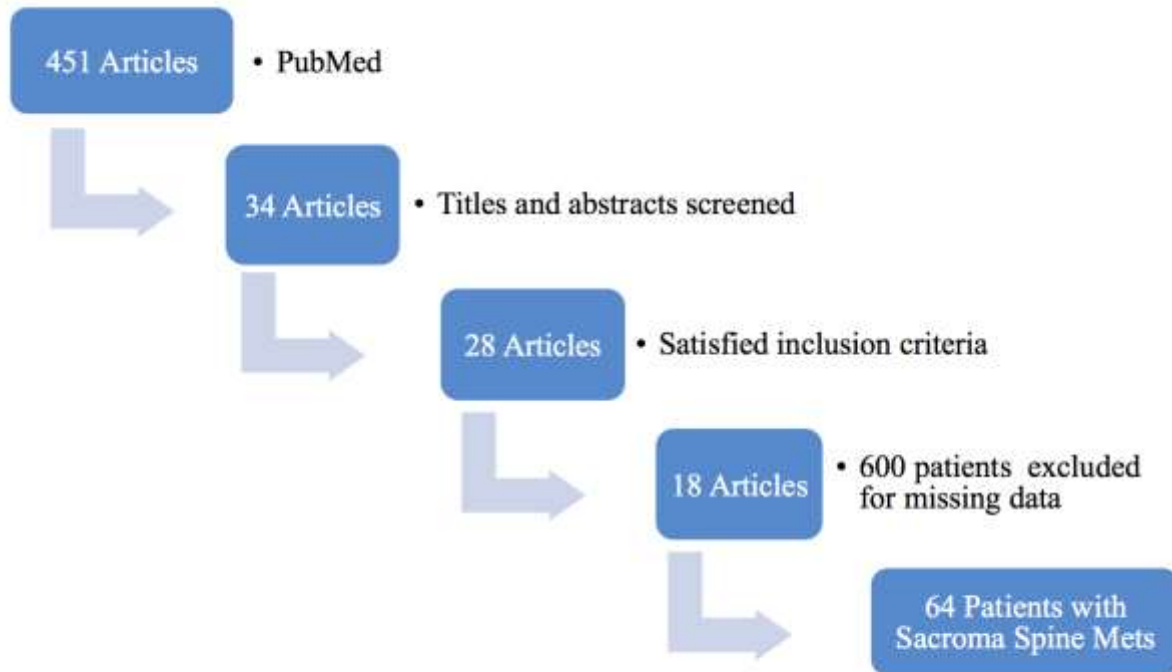 451 Articles
• PubMed
34 Articles
• Titles and abstracts screened
28 Articles
• Satisfied inclusion criteria
18 Articles
• 600 patients excluded
for missing data
64 Patients with
Sacroma Spine Mets